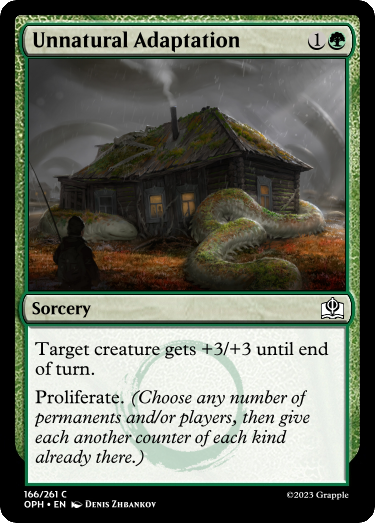 Unnatural Adaptation 1
Sorcery
Target creature gets +3/+3 until end
of turn.
Proliferate. (Choose any number of
permanents and/or players, then give
each another counter of each kind
already there.)
166/261 C
OPH • EN Denis Zhbankov
©2023 Grapple